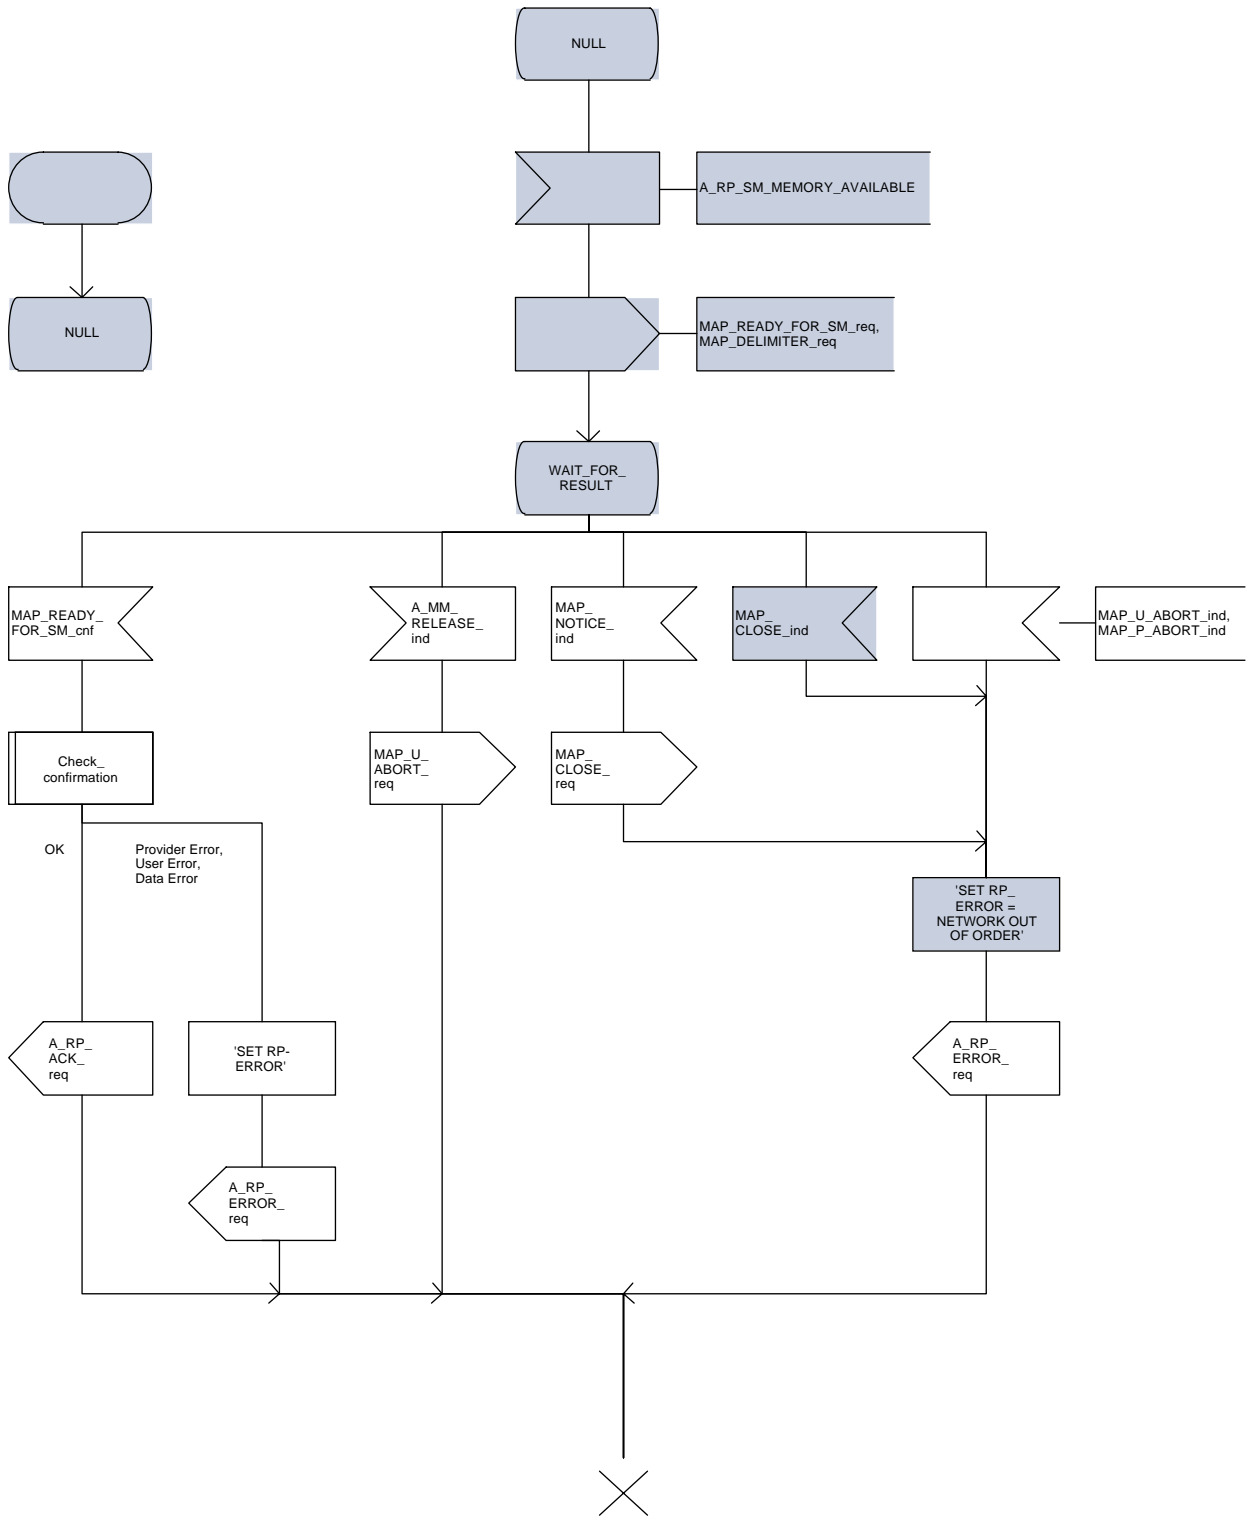 NULL
A_RP_SM_MEMORY_AVAILABLE
NULL
MAP_READY_FOR_SM_req,
MAP_DELIMITER_req
WAIT_FOR_
RESULT
MAP_READY_
FOR_SM_cnf
A_MM_
RELEASE_
ind
MAP_
NOTICE_
ind
MAP_
CLOSE_ind
MAP_U_ABORT_ind,
MAP_P_ABORT_ind
Check_
confirmation
MAP_U_
ABORT_
req
MAP_
CLOSE_
req
OK
Provider Error,
User Error,
Data Error
'SET RP_
ERROR =
NETWORK OUT
OF ORDER'
A_RP_
ACK_
req
'SET RP-
ERROR'
A_RP_
ERROR_
req
A_RP_
ERROR_
req